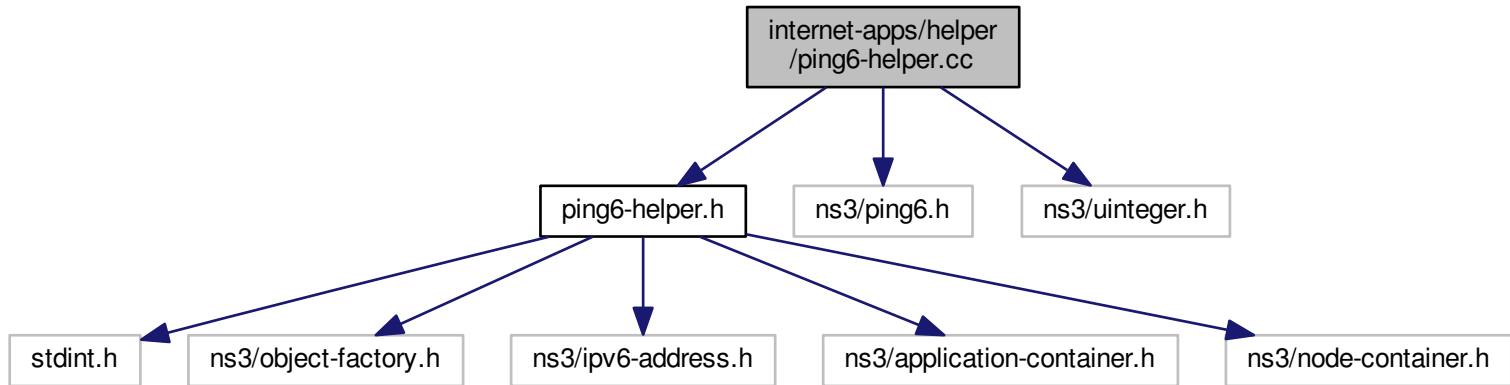 internet-apps/helper
/ping6-helper.cc
ping6-helper.h
ns3/ping6.h
ns3/uinteger.h
stdint.h
ns3/object-factory.h
ns3/ipv6-address.h
ns3/application-container.h
ns3/node-container.h